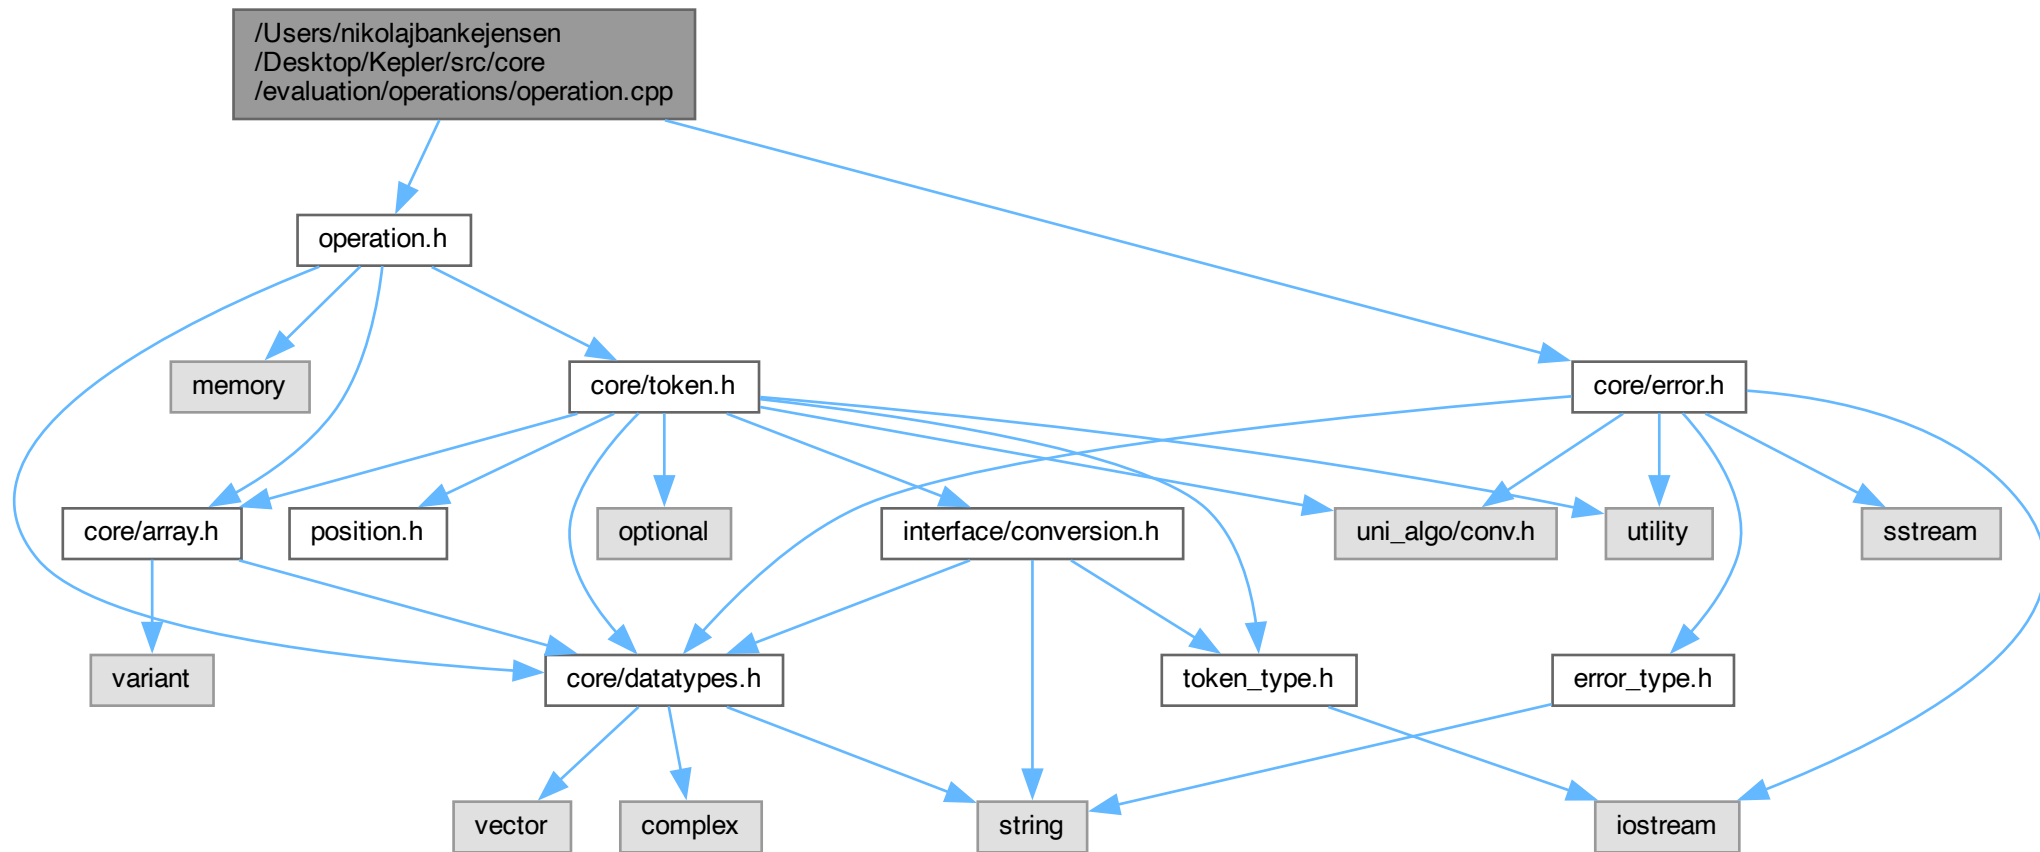 /Users/nikolajbankejensen
/Desktop/Kepler/src/core
/evaluation/operations/operation.cpp
operation.h
memory
core/token.h
core/error.h
core/array.h
position.h
optional
interface/conversion.h
uni_algo/conv.h
utility
sstream
variant
core/datatypes.h
token_type.h
error_type.h
vector
complex
string
iostream